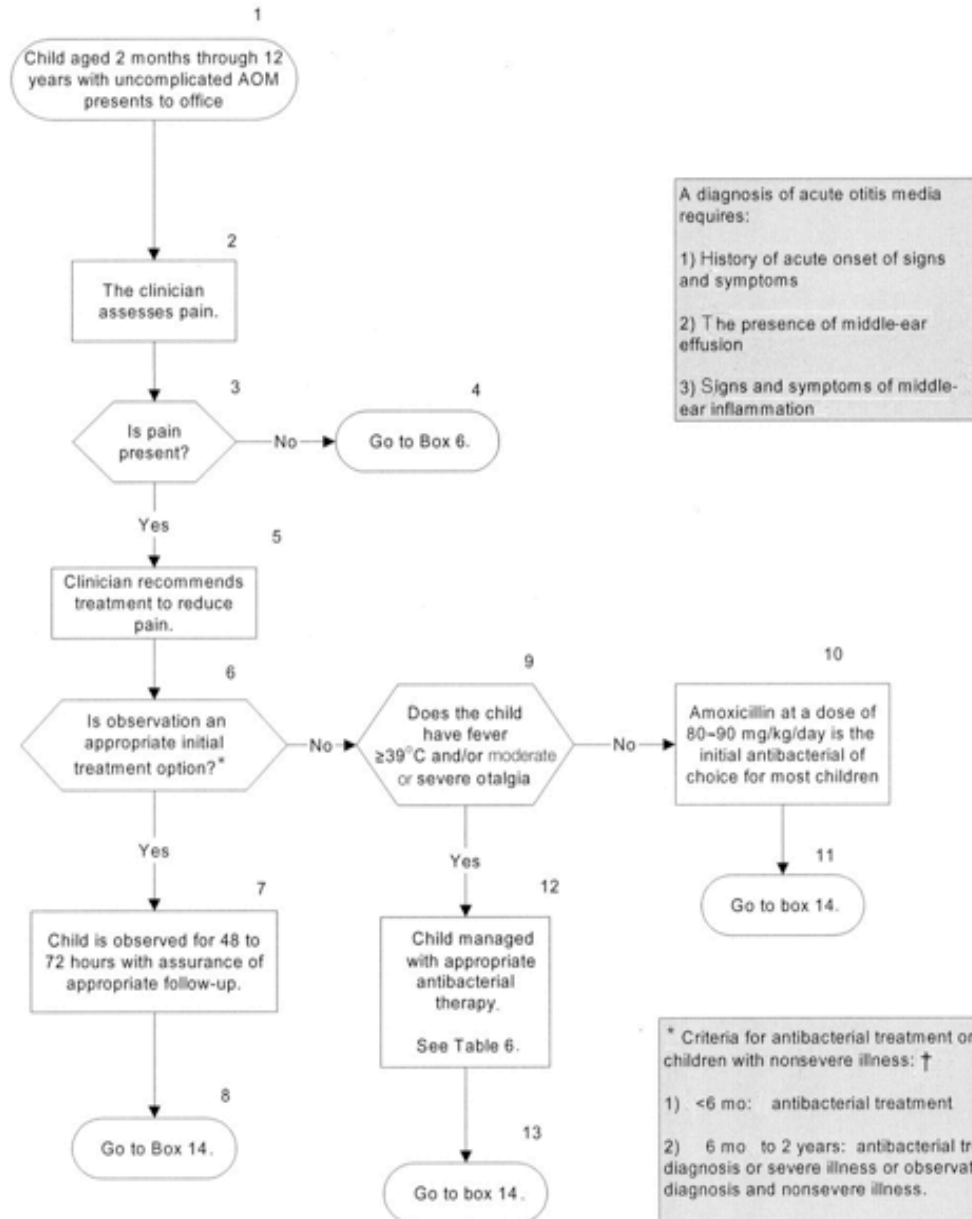 1
Child aged 2 months through 12
years with uncomplicated AOM
presents to office
2
The clinician
assesses pain.
3
Is pain
present?
No
4
Go to Box 6.
Yes
5
Clinician recommends
treatment to reduce
pain.
6
Is observation an
appropriate initial
treatment option?*
No
9
Does the child
have fever
≥39°C and/or moderate
or severe otalgia
No
10
Amoxicillin at a dose of
80–90 mg/kg/day is the
initial antibacterial of
choice for most children
11
Go to box 14.
Yes
7
Child is observed for 48 to
72 hours with assurance of
appropriate follow-up.
8
Go to Box 14.
Yes
12
Child managed
with appropriate
antibacterial
therapy.
See Table 6.
13
Go to box 14.
A diagnosis of acute otitis media
requires:
1) History of acute onset of signs
and symptoms
2) The presence of middle-ear
effusion
3) Signs and symptoms of middle-
ear inflammation
* Criteria for antibacterial treatment or
children with nonsevere illness: †
1) <6 mo: antibacterial treatment
2) 6 mo to 2 years: antibacterial
diagnosis or severe illness or
diagnosis and nonsevere illness.